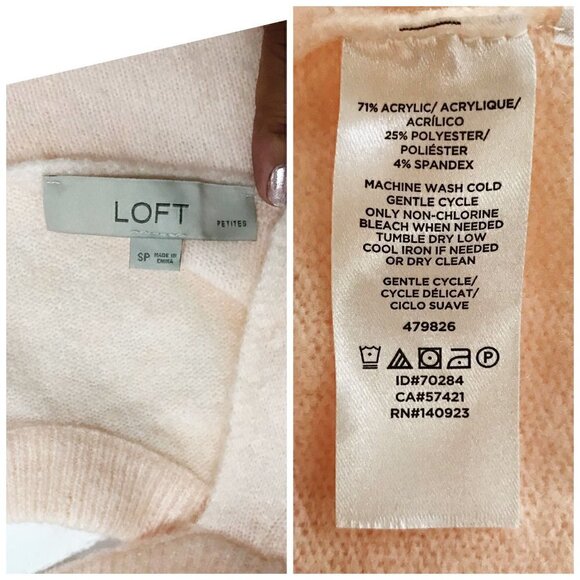 LOFT
PETITES
SP
MADE IN
CHINA
71% ACRYLIC/ ACRYLIQUE/
ACRÍLICO
25% POLYESTER/
POLIÉSTER
4% SPANDEX
MACHINE WASH COLD
GENTLE CYCLE
ONLY NON-CHLORINE
BLEACH WHEN NEEDED
TUMBLE DRY LOW
COOL IRON IF NEEDED
OR DRY CLEAN
GENTLE CYCLE/
CYCLE DÉLICAT/
CICLO SUAVE
479826
P
ID#70284
CA#57421
RN#140923